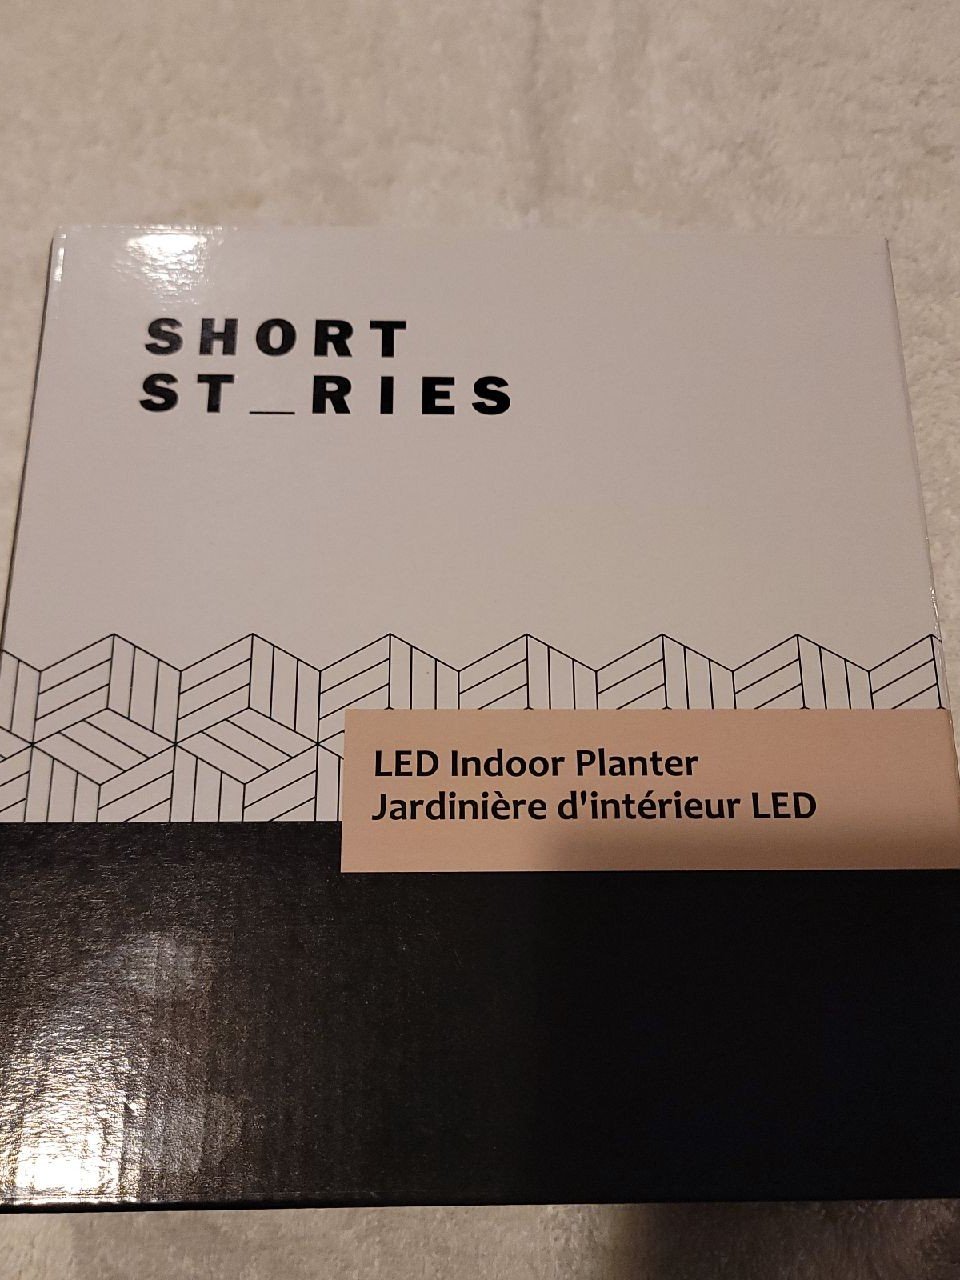 SHORT
ST_RIES
LED Indoor Planter
Jardinière d'intérieur LED